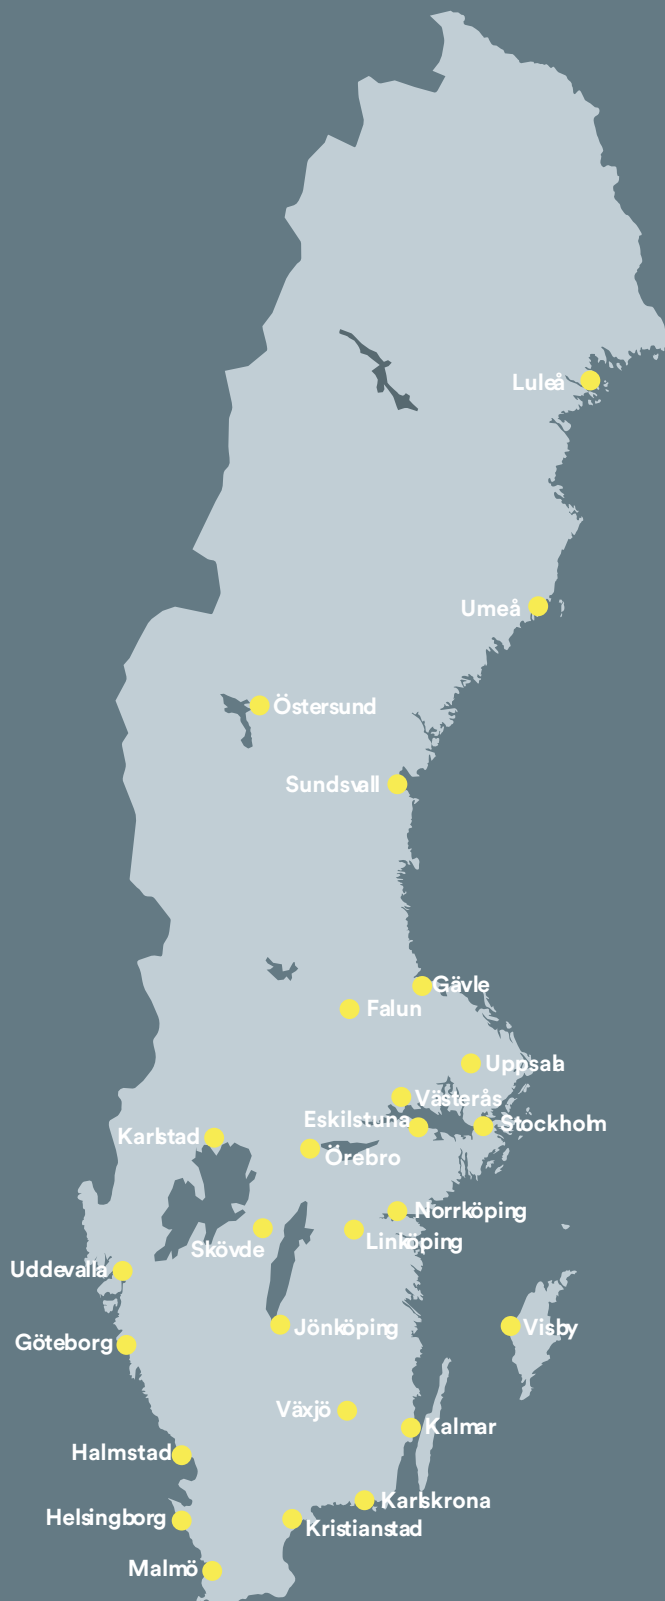 Luleå
Umeå
Östersund
Sundsvall
Gävle
Falun
Uppsala
Västerås
Eskilstuna
Stockholm
Karlstad
Örebro
Norrköping
Linköping
Skövde
Uddevalla
Jönköping
Visby
Göteborg
Växjö
Kalmar
Halmstad
Karlskrona
Helsingborg
Kristianstad
Malmö